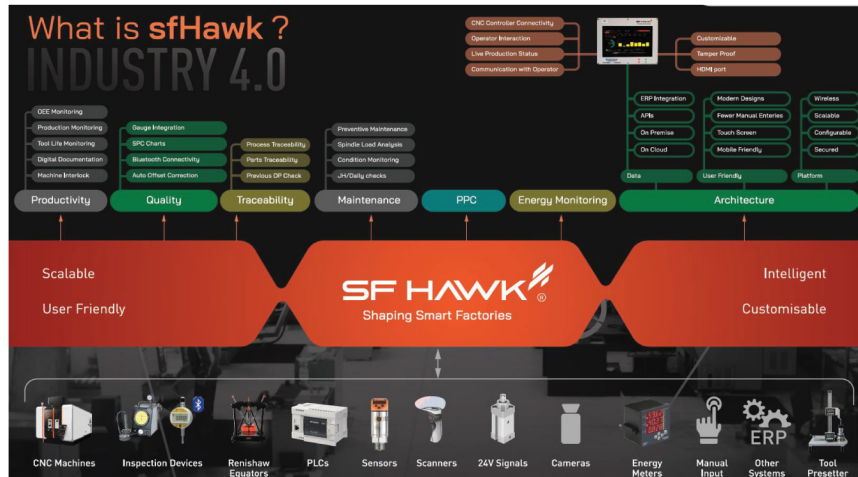 What is sfHawk ?
INDUSTRY 4.0
CNC Controller Connectivity
Operator Interaction
Live Production Status
Communication with Operator
Customizable
Tamper Proof
HDMI port
OEE Monitoring
Production Monitoring
Tool Life Monitoring
Digital Documentation
Machine Interlock
Productivity
Gauge Integration
SPC Charts
Bluetooth Connectivity
Auto Offset Correction
Quality
Process Traceability
Parts Traceability
Previous OP Check
Traceability
Preventive Maintenance
Spindle Load Analysis
Condition Monitoring
JH/Daily checks
Maintenance
PPC
Energy Monitoring
ERP Integration
APIs
On Premise
On Cloud
Data
Modern Designs
Fewer Manual Enteries
Touch Screen
Mobile Friendly
User Friendly
Wireless
Scalable
Configurable
Secured
Platform
Architecture
Scalable
User Friendly
SF HAWK ®
Shaping Smart Factories
Intelligent
Customisable
CNC Machines
Inspection Devices
Renishaw
Equators
PLCs
Sensors
Scanners
24V Signals
Cameras
Energy
Meters
Manual
Input
ERP
Other
Systems
Tool
Presetter